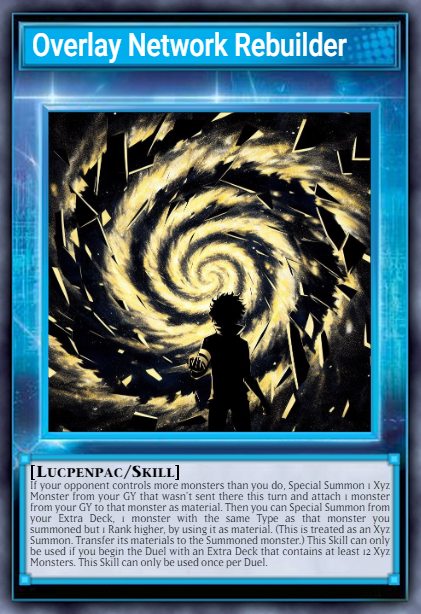 Overlay Network Rebuilder
[Lucpenpac/Skill]
If your opponent controls more monsters than you do, Special Summon 1 Xyz
Monster from your GY that wasn't sent there this turn and attach 1 monster
from your GY to that monster as material. Then you can Special Summon from
your Extra Deck, 1 monster with the same Type as that monster you
summoned but 1 Rank higher, by using it as material. (This is treated as an Xyz
Summon. Transfer its materials to the Summoned monster.) This Skill can only
be used if you begin the Duel with an Extra Deck that contains at least 12 Xyz
Monsters. This Skill can only be used once per Duel.